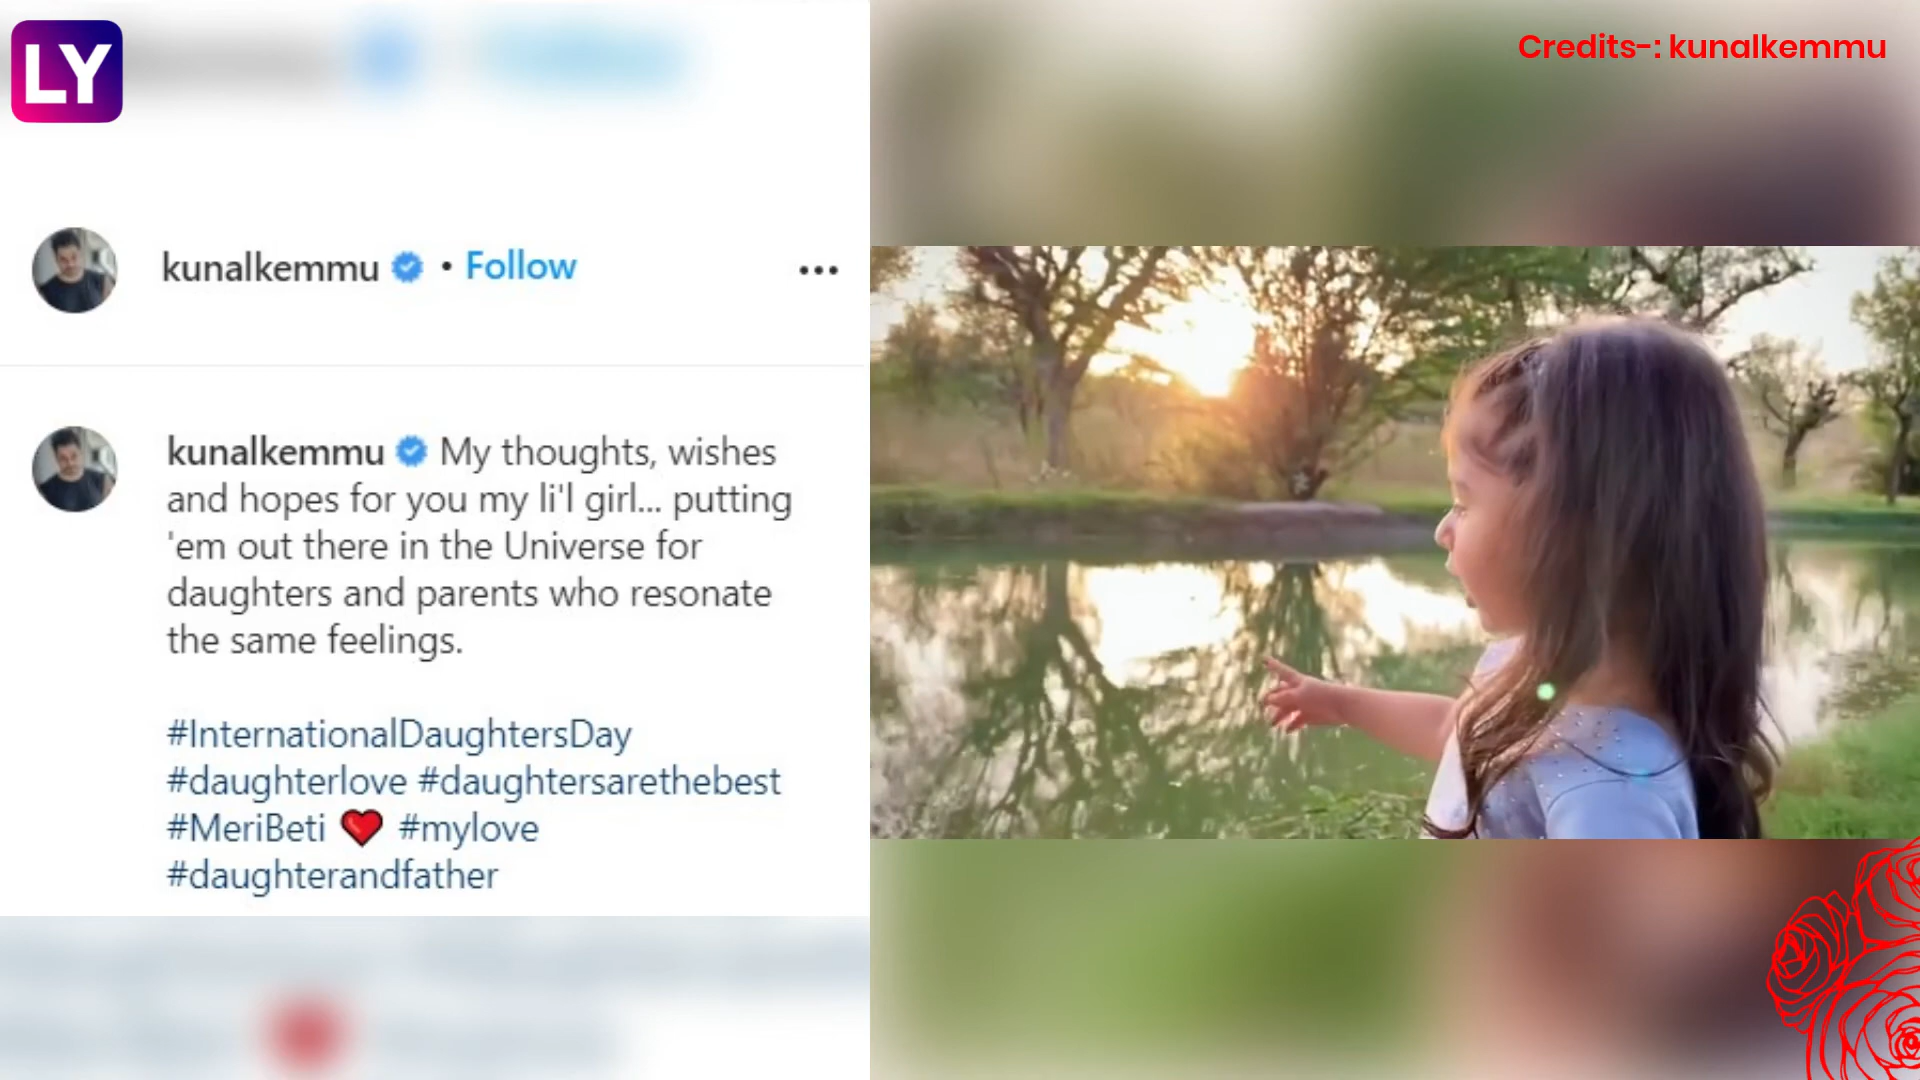 LY
Credits-: kunalkemmu
kunalkemmu • Follow
kunalkemmu My thoughts, wishes
and hopes for you my li'l girl... putting
'em out there in the Universe for
daughters and parents who resonate
the same feelings.
#InternationalDaughtersDay
#daughterlove #daughtersarethebest
#MeriBeti ❤️ #mylove
#daughterandfather